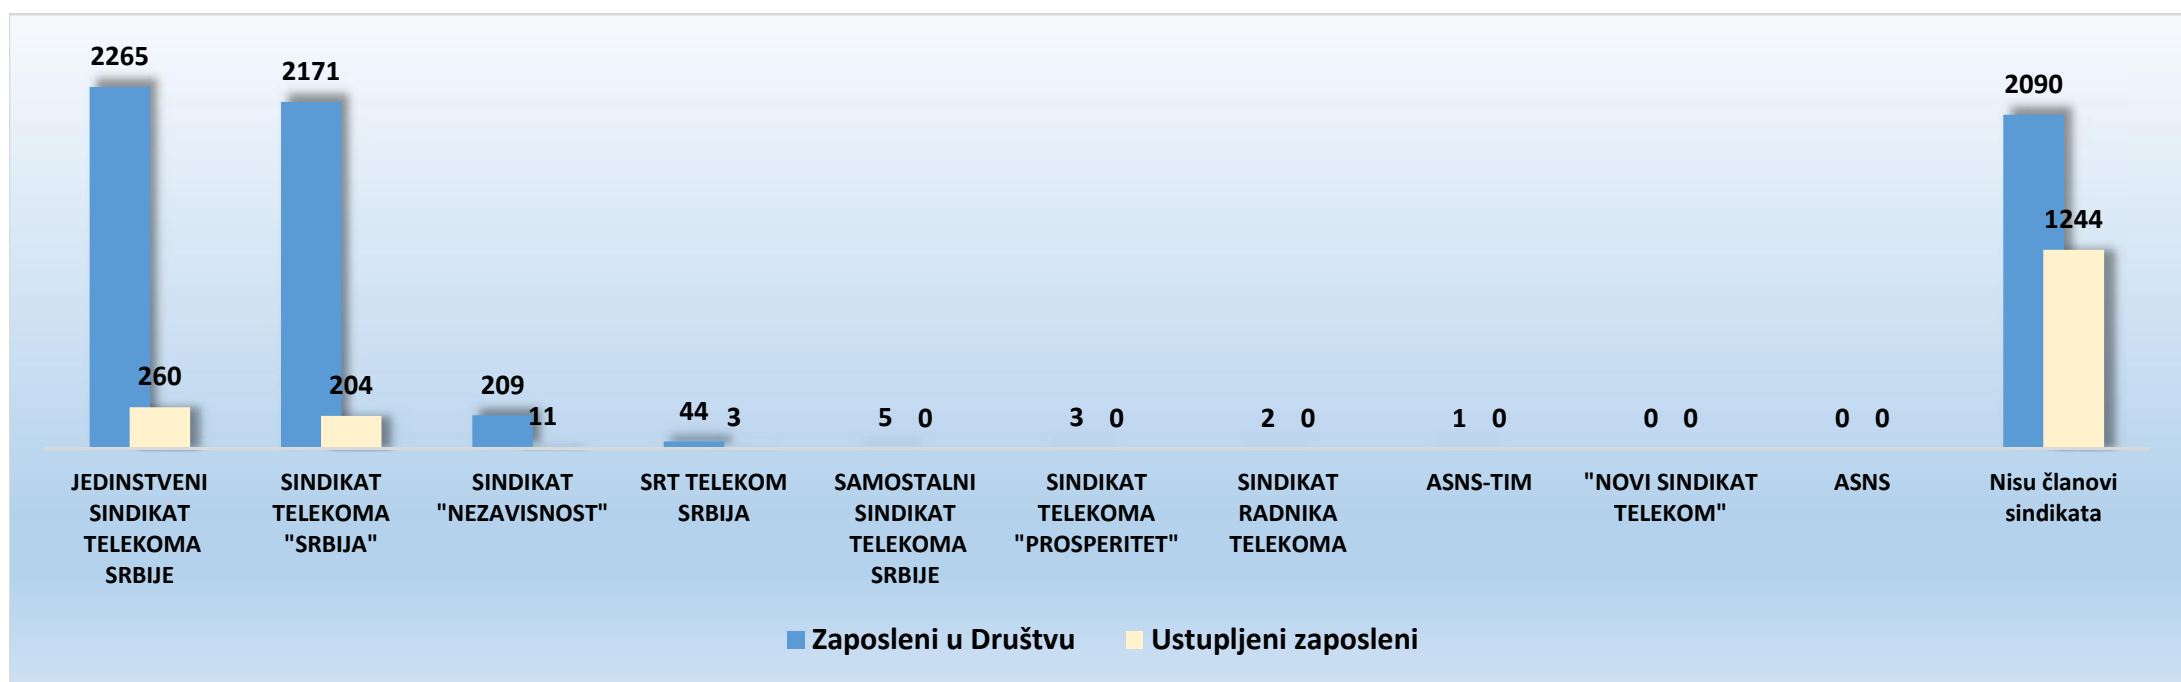 2265
260
2171
204
209
11
44
3
5
0
3
0
2
0
1
0
0
0
0
0
2090
1244
JEDINSTVENI
SINDIKAT
TELEKOMA
SRBIJE
SINDIKAT
TELEKOMA
"SRBIJA"
SINDIKAT
"NEZAVISNOST"
SRT TELEKOM
SRBIJA
SAMOSTALNI
SINDIKAT
TELEKOMA
SRBIJE
SINDIKAT
TELEKOMA
"PROSPERITET"
SINDIKAT
RADNIKA
TELEKOMA
ASNS-TIM
"NOVI SINDIKAT
TELEKOM"
ASNS
Nisu članovi
sindikata
Zaposleni u Društvu
Ustupljeni zaposleni